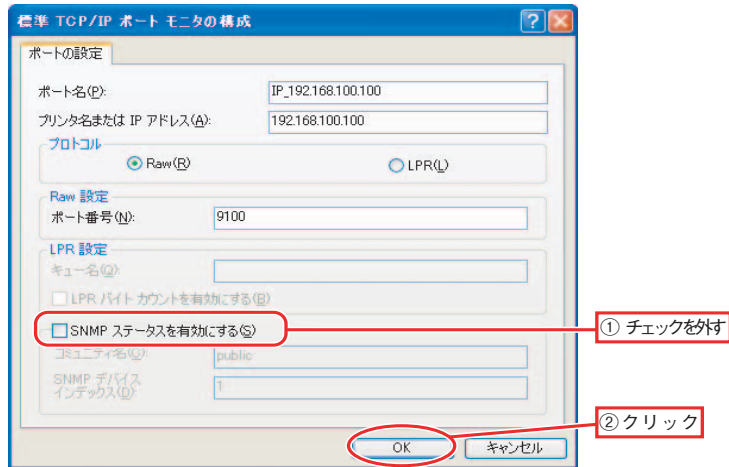 標準 TCP/IP ポート モニタの構成
ポートの設定
ポート名(P): IP_192.168.100.100
プリンタ名または IP アドレス(A): 192.168.100.100
プロトコル
Raw(R) LPR(L)
Raw 設定
ポート番号(N): 9100
LPR 設定
キュー名(Q):
LPR バイト カウントを有効にする(B)
SNMP ステータスを有効にする(S)
① チェックを外す
コミュニティ名(C): public
SNMP デバイス
インデックス(D): 1
②クリック
OK キャンセル